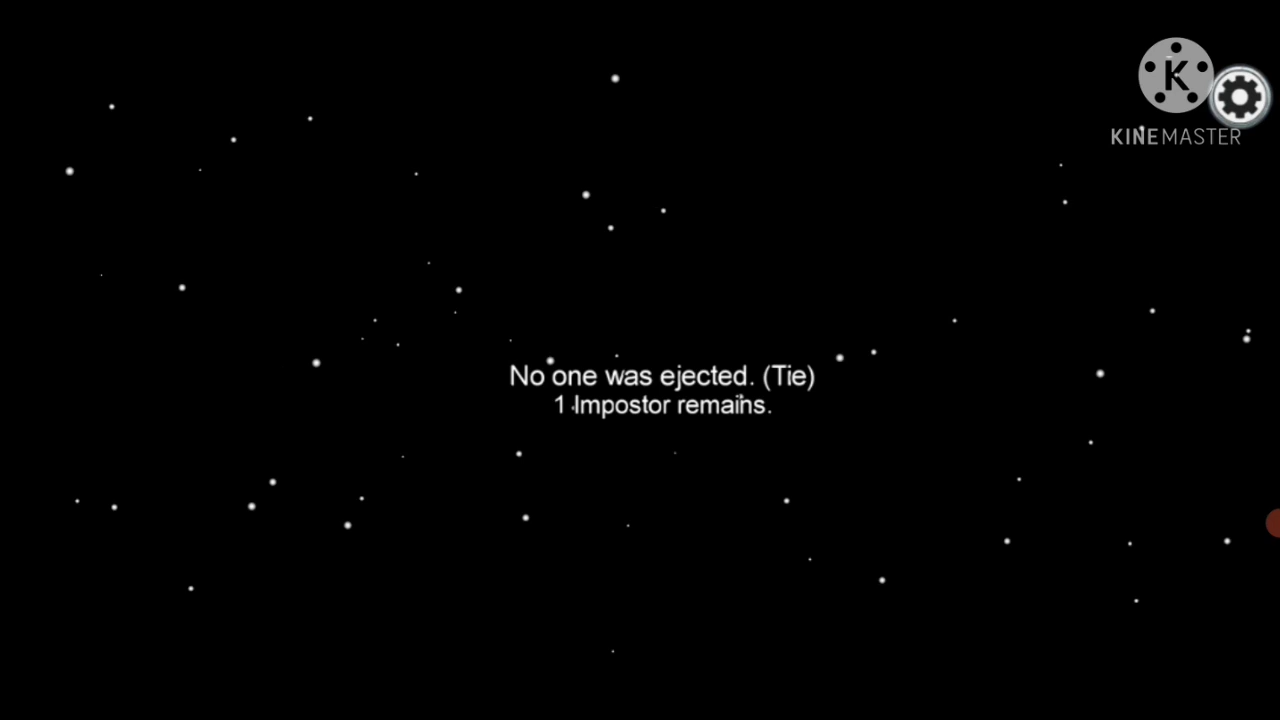 KINEMASTER
No one was ejected. (Tie)
1 Impostor remains.